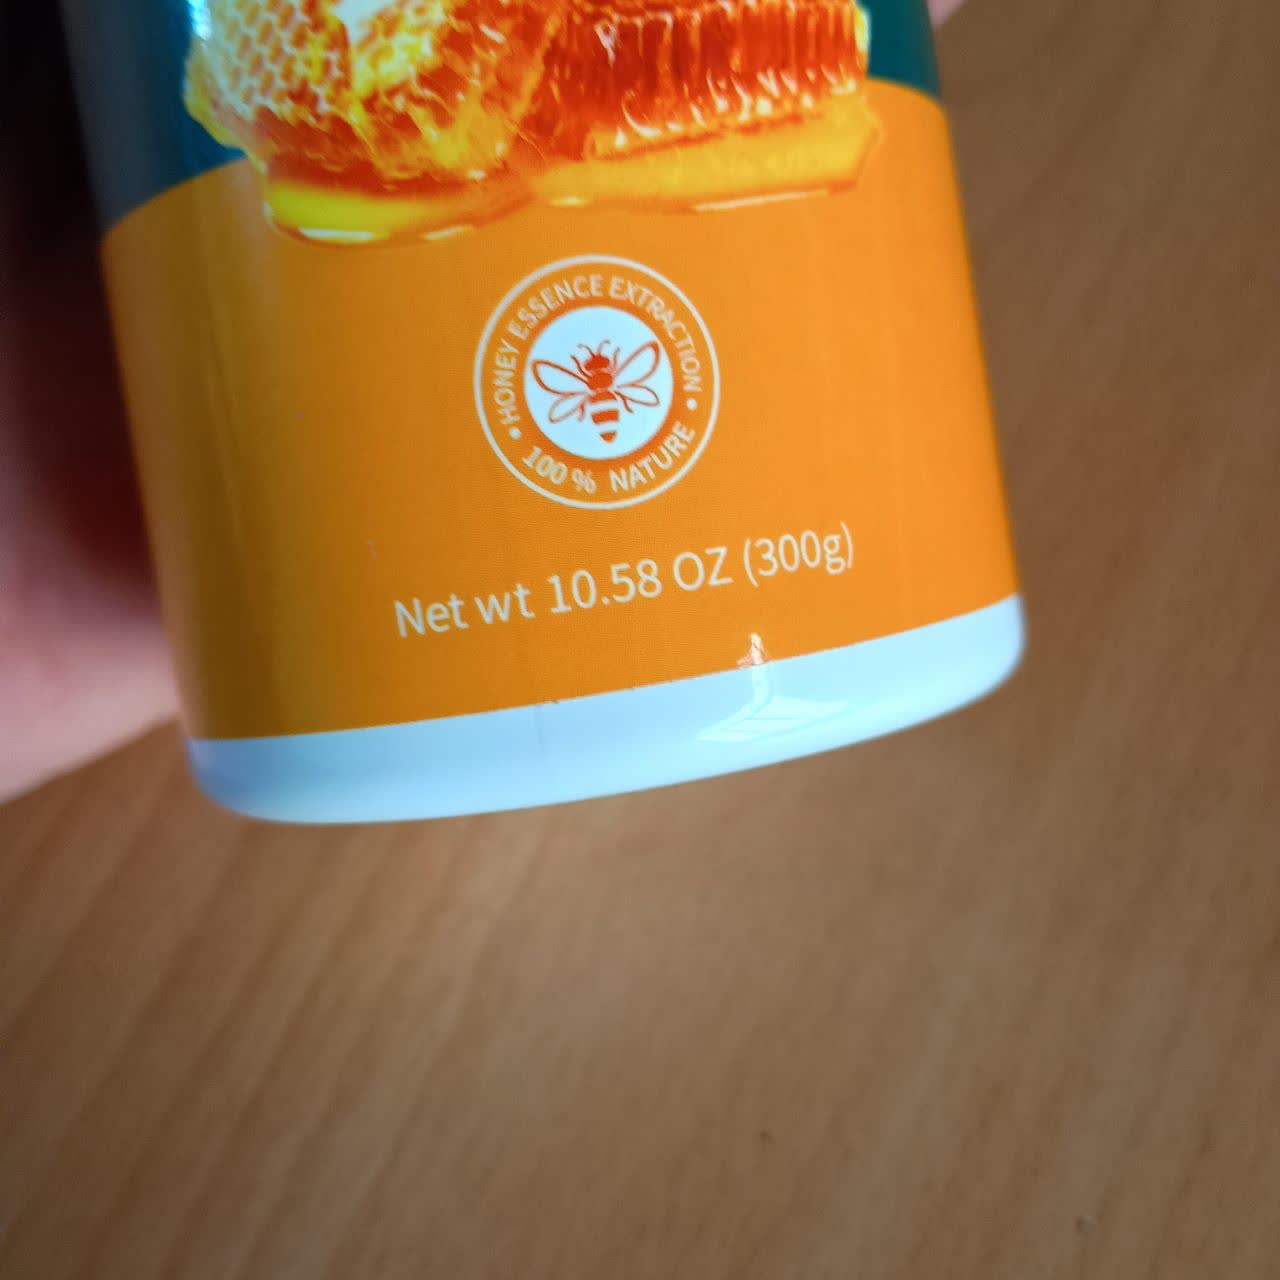 • HONEY ESSENCE EXTRACTION •
100% NATURE
Net wt 10.58 OZ (300g)